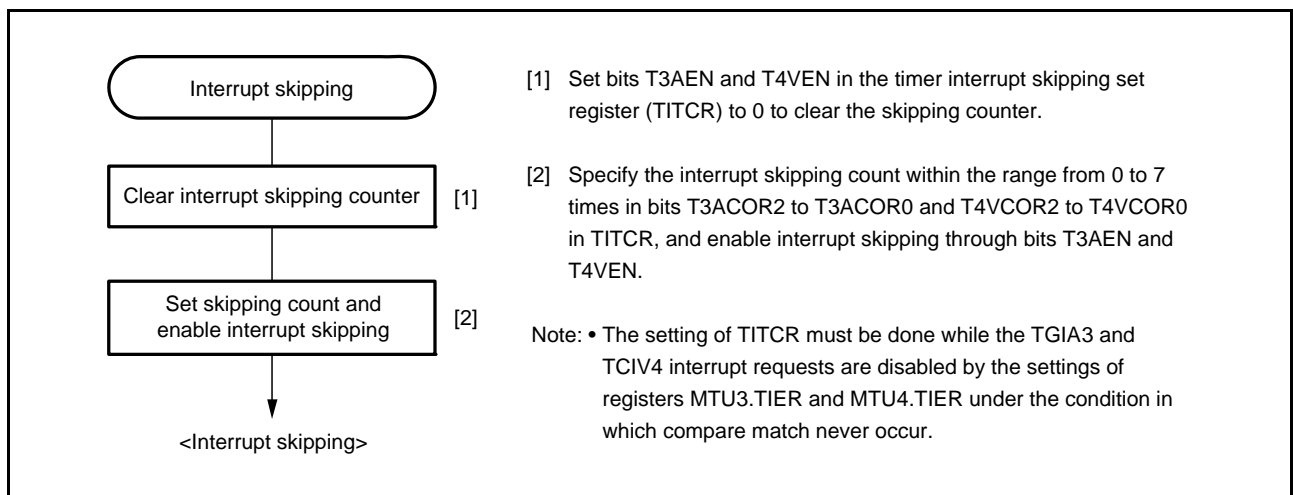 Interrupt skipping
Clear interrupt skipping counter [1]
Set skipping count and
enable interrupt skipping [2]
<Interrupt skipping>
[1] Set bits T3AEN and T4VEN in the timer interrupt skipping set
register (TITCR) to 0 to clear the skipping counter.
[2] Specify the interrupt skipping count within the range from 0 to 7
times in bits T3ACOR2 to T3ACOR0 and T4VCOR2 to T4VCOR0
in TITCR, and enable interrupt skipping through bits T3AEN and
T4VEN.
Note: • The setting of TITCR must be done while the TGIA3 and
TCIV4 interrupt requests are disabled by the settings of
registers MTU3.TIER and MTU4.TIER under the condition in
which compare match never occur.